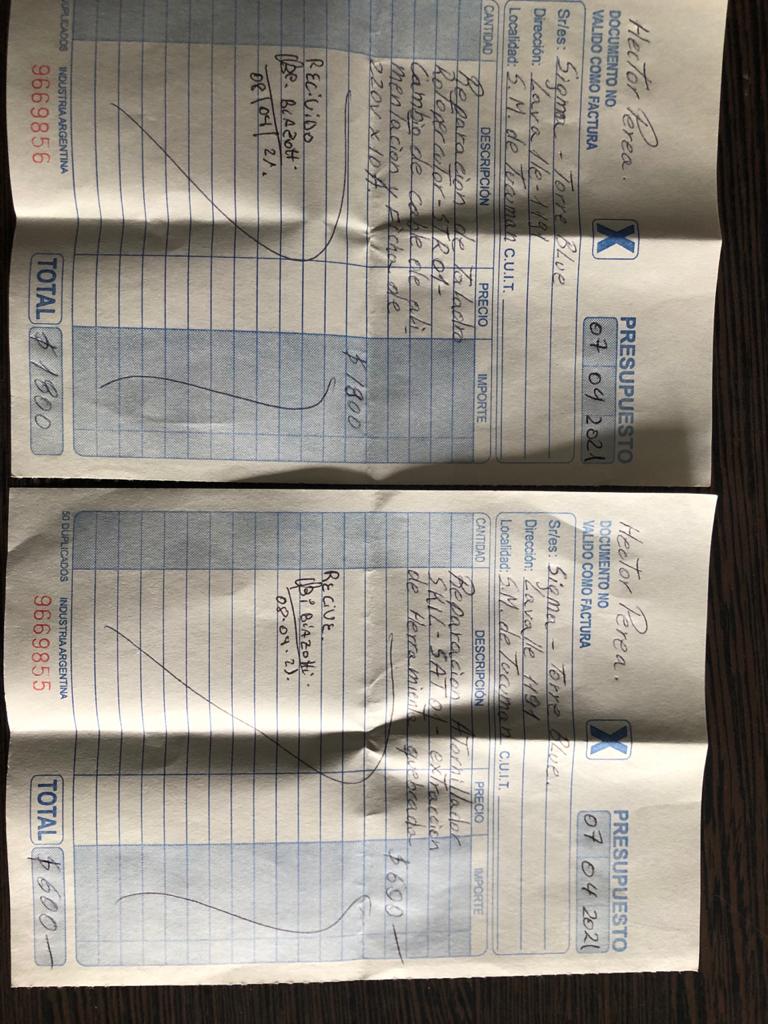 Hector Perea.
X
PRESUPUESTO
DOCUMENTO NO
VALIDO COMO FACTURA
07 04 2021
Sr/es: Sigma - Torre Blue
Dirección: Lavalle - 1191
Localidad: S.M. de Tucuman C.U.I.T.
CANTIDAD DESCRIPCIÓN PRECIO IMPORTE
Reparacion de Taladro
Rotopercutor - STR01 -
Cambio de cable de ali
mentacion y Ficha de
220V x 10A.
$ 1800
RECIVIDO
BIAZOTTI
08/04/21.
DUPLICADOS INDUSTRIA ARGENTINA
9669856
TOTAL $ 1800
Hector Perea.
X
PRESUPUESTO
DOCUMENTO NO
VALIDO COMO FACTURA
07 04 2021
Sr/es: Sigma - Torre Blue.
Dirección: Lavalle 1191
Localidad: S.M. de Tucuman C.U.I.T.
CANTIDAD DESCRIPCIÓN PRECIO IMPORTE
Reparacion ATornillador
SKIL - SAT01 - extraccion
de Herramienta quebrada
$ 600 -
RECIVE.
BIAZOTTI.
08.04.21.
50 DUPLICADOS INDUSTRIA ARGENTINA
9669855
TOTAL $ 600 -